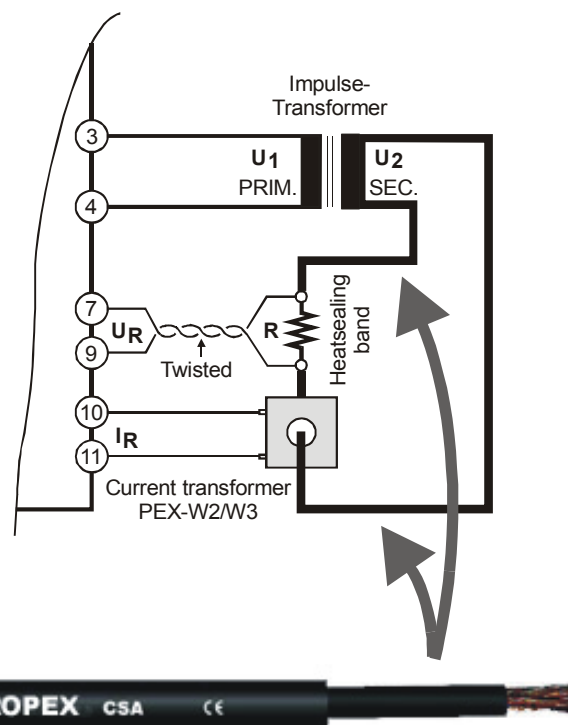 Impulse-
Transformer
3
U1
U2
PRIM.
SEC.
4
7
UR
R
Heatsealing
band
9
Twisted
10
IR
11
Current transformer
PEX-W2/W3
OPEX CSA CE